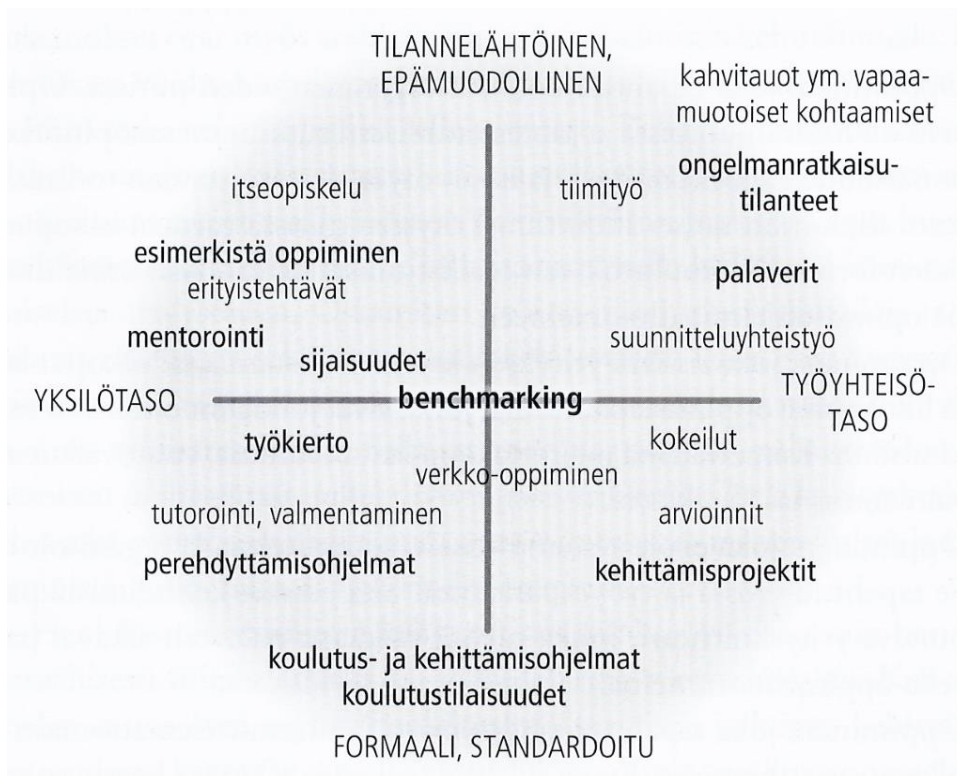 TILANNELÄHTÖINEN,
EPÄMUODOLLINEN
kahvitauot ym. vapaa-
muotoiset kohtaamiset
itseopiskelu
tiimityö
ongelmanratkaisu-
tilanteet
esimerkistä oppiminen
erityistehtävät
palaverit
mentorointi
suunnitteluyhteistyö
sijaisuudet
YKSILÖTASO
benchmarking
TYÖYHTEISÖ-
TASO
työkierto
kokeilut
verkko-oppiminen
tutorointi, valmentaminen
arvioinnit
perehdyttämisohjelmat
kehittämisprojektit
koulutus- ja kehittämisohjelmat
koulutustilaisuudet
FORMAALI, STANDARDOITU